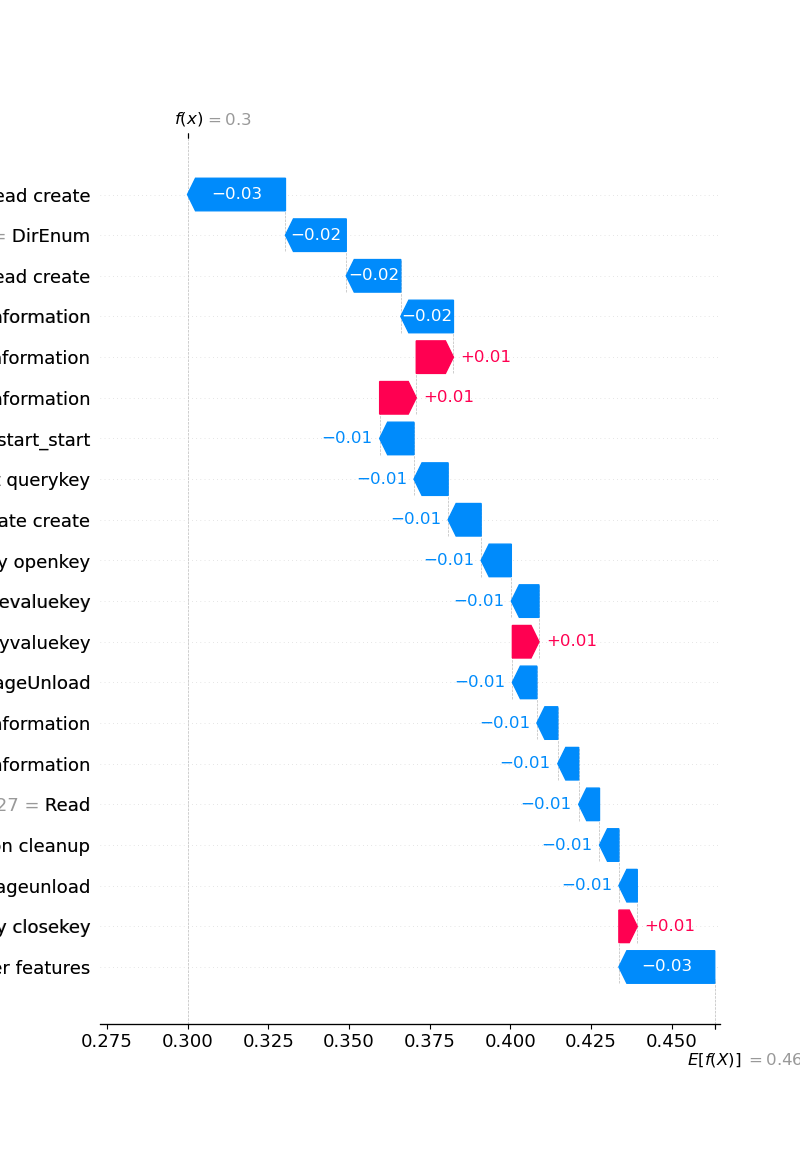 f(x) = 0.3
ead create −0.03
= DirEnum −0.02
ead create −0.02
nformation −0.02
nformation +0.01
nformation +0.01
start_start −0.01
querykey −0.01
ate create −0.01
y openkey −0.01
evaluekey −0.01
yvaluekey +0.01
ageUnload −0.01
nformation −0.01
nformation −0.01
27 = Read −0.01
on cleanup −0.01
ageunload −0.01
y closekey +0.01
er features −0.03
0.275 0.300 0.325 0.350 0.375 0.400 0.425 0.450
E[f(X)] = 0.46